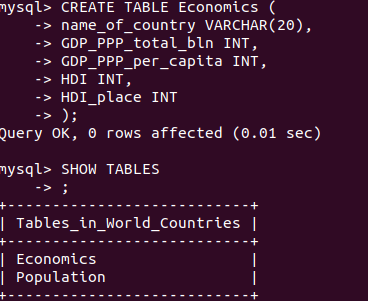 mysql> CREATE TABLE Economics (
    -> name_of_country VARCHAR(20),
    -> GDP_PPP_total_bln INT,
    -> GDP_PPP_per_capita INT,
    -> HDI INT,
    -> HDI_place INT
    -> );
Query OK, 0 rows affected (0.01 sec)

mysql> SHOW TABLES
    -> ;
+---------------------------+
| Tables_in_World_Countries |
+---------------------------+
| Economics                 |
| Population                |
+---------------------------+